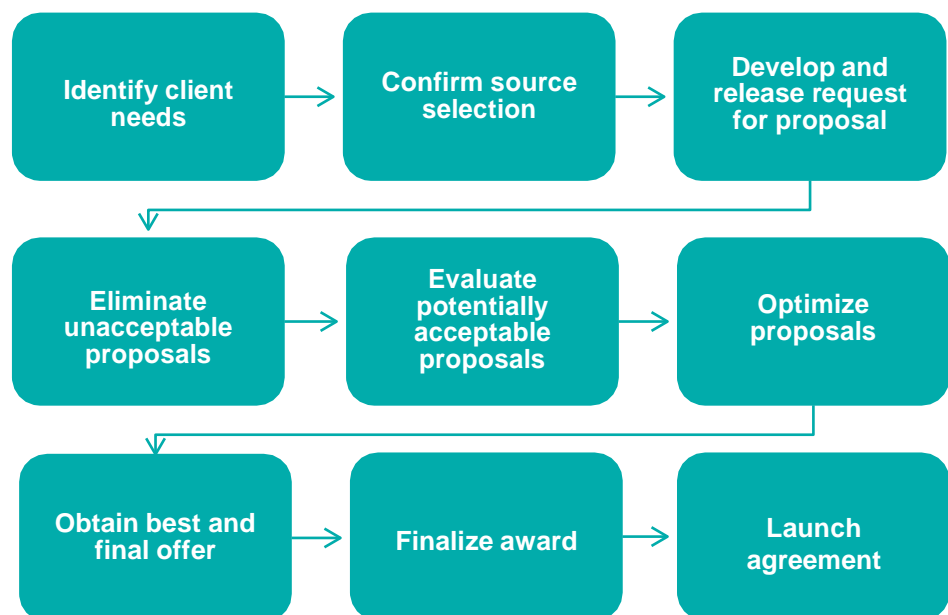 Identify client
needs
Confirm source
selection
Develop and
release request
for proposal
Eliminate
unacceptable
proposals
Evaluate
potentially
acceptable
proposals
Optimize
proposals
Obtain best and
final offer
Finalize award
Launch
agreement